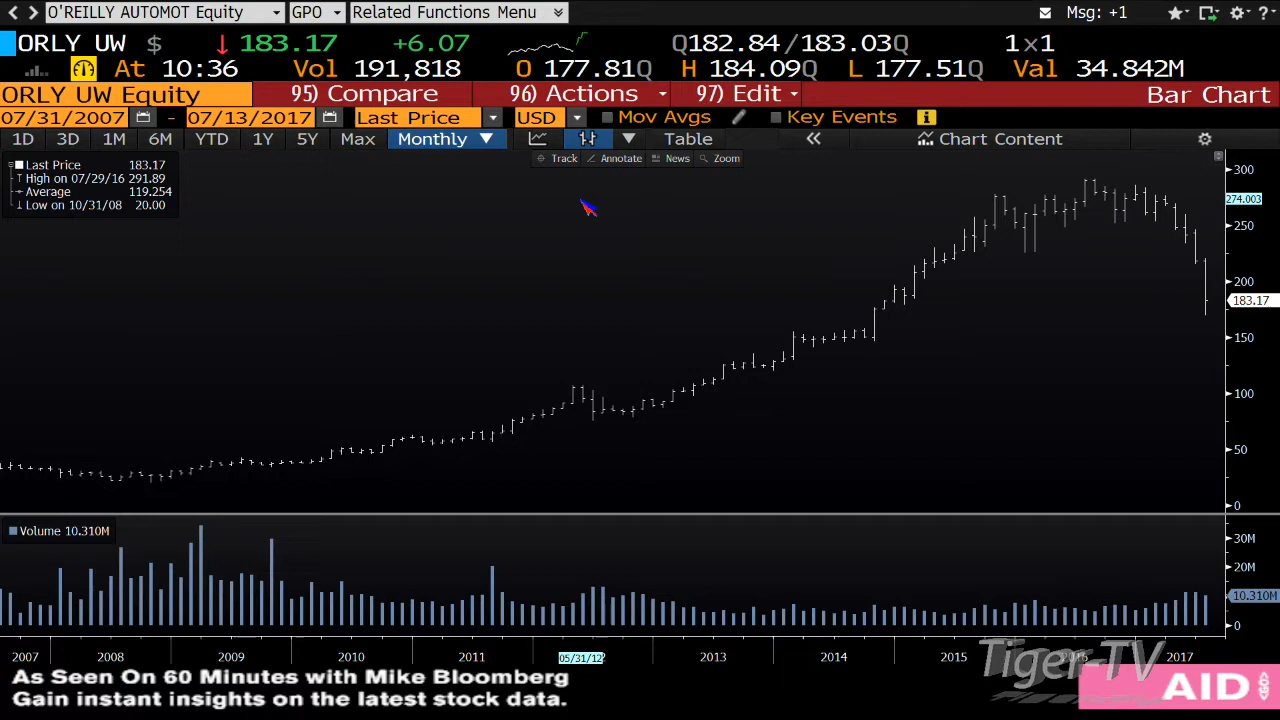 O'REILLY AUTOMOT Equity GPO Related Functions Menu Msg: +1
ORLY UW $ 183.17 +6.07 Q182.84/183.03Q 1x1
At 10:36 Vol 191,818 O 177.81Q H 184.09Q L 177.51Q Val 34.842M
ORLY UW Equity 95) Compare 96) Actions 97) Edit Bar Chart
07/31/2007 - 07/13/2017 Last Price USD Mov Avgs Key Events
1D 3D 1M 6M YTD 1Y 5Y Max Monthly Table « Chart Content
Track Annotate News Zoom
Last Price 183.17
High on 07/29/16 291.89
Average 119.254
Low on 10/31/08 20.00
300
274.003
250
200
183.17
150
100
50
0
Volume 10.310M
30M
20M
10.310M
0
2007 2008 2009 2010 2011 05/31/12 2 2013 2014 2015 2016 2017
Tiger-TV
As Seen On 60 Minutes with Mike Bloomberg
Gain instant insights on the latest stock data.
AID